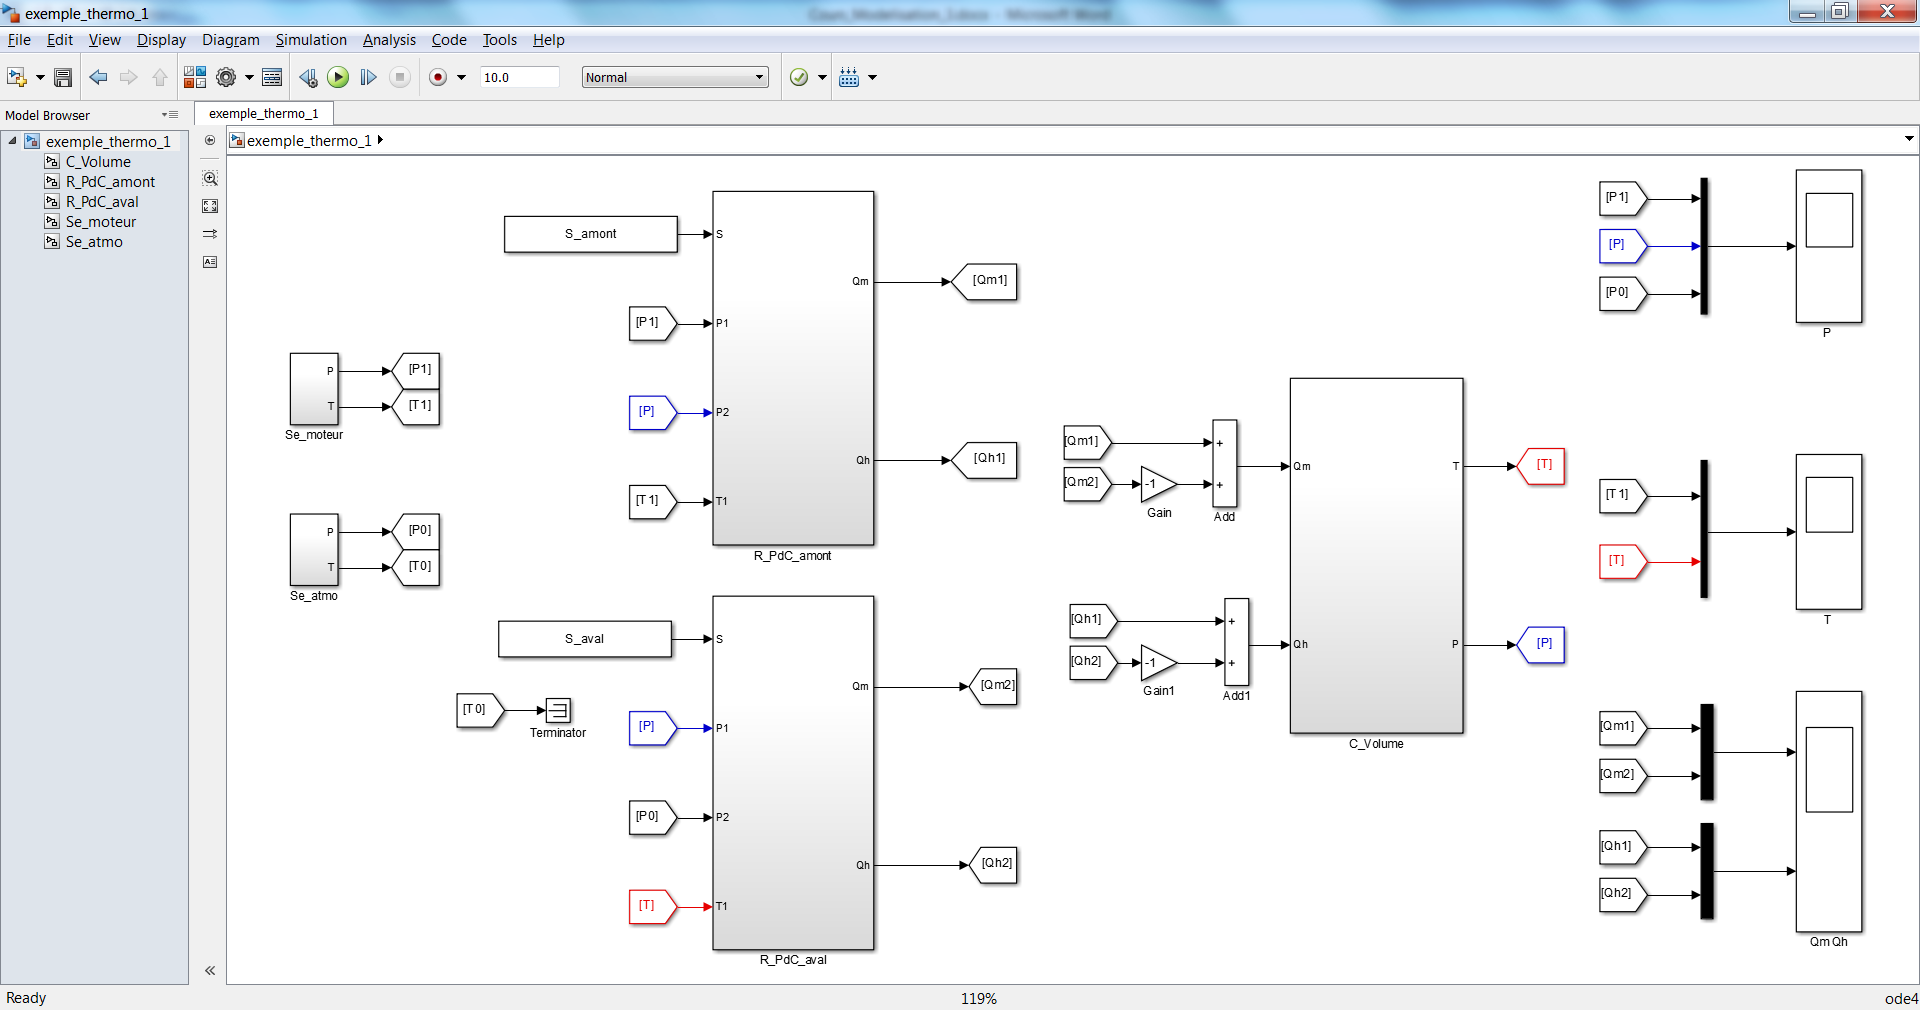 exemple_thermo_1
File Edit View Display Diagram Simulation Analysis Code Tools Help
10.0
Normal
Model Browser
exemple_thermo_1
C_Volume
R_PdC_amont
R_PdC_aval
Se_moteur
Se_atmo
exemple_thermo_1
exemple_thermo_1
P
T
Se_moteur
[P1]
[T1]
P
T
Se_atmo
[P0]
[T0]
S_amont
[P1]
[P]
[T1]
S
P1
P2
T1
Qm
Qh
R_PdC_amont
[Qm1]
[Qh1]
S_aval
[T0]
Terminator
[P]
[P0]
[T]
S
P1
P2
T1
Qm
Qh
R_PdC_aval
[Qm2]
[Qh2]
[Qm1]
[Qm2]
-1
Gain
+
+
Add
[Qh1]
[Qh2]
-1
Gain1
+
+
Add1
Qm
Qh
T
P
C_Volume
[T]
[P]
[P1]
[P]
[P0]
P
[T1]
[T]
T
[Qm1]
[Qm2]
[Qh1]
[Qh2]
Qm Qh
Ready
119%
ode4